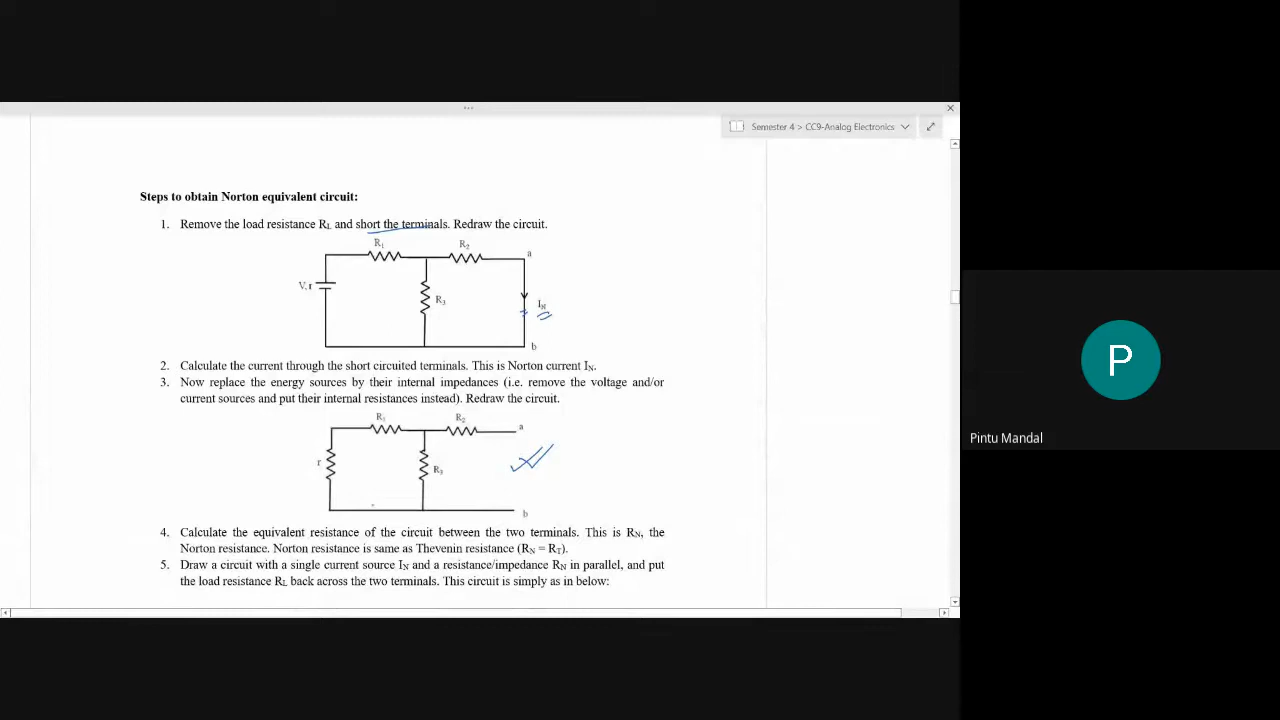 Semester 4 > CC9-Analog Electronics
Steps to obtain Norton equivalent circuit:
1. Remove the load resistance RL and short the terminals. Redraw the circuit.
R1
R2
a
V, r
R3
IN
b
2. Calculate the current through the short circuited terminals. This is Norton current IN.
3. Now replace the energy sources by their internal impedances (i.e. remove the voltage and/or
current sources and put their internal resistances instead). Redraw the circuit.
R1
R2
a
r
R3
b
4. Calculate the equivalent resistance of the circuit between the two terminals. This is RN, the
Norton resistance. Norton resistance is same as Thevenin resistance (RN = RT).
5. Draw a circuit with a single current source IN and a resistance/impedance RN in parallel, and put
the load resistance RL back across the two terminals. This circuit is simply as in below:
P
Pintu Mandal